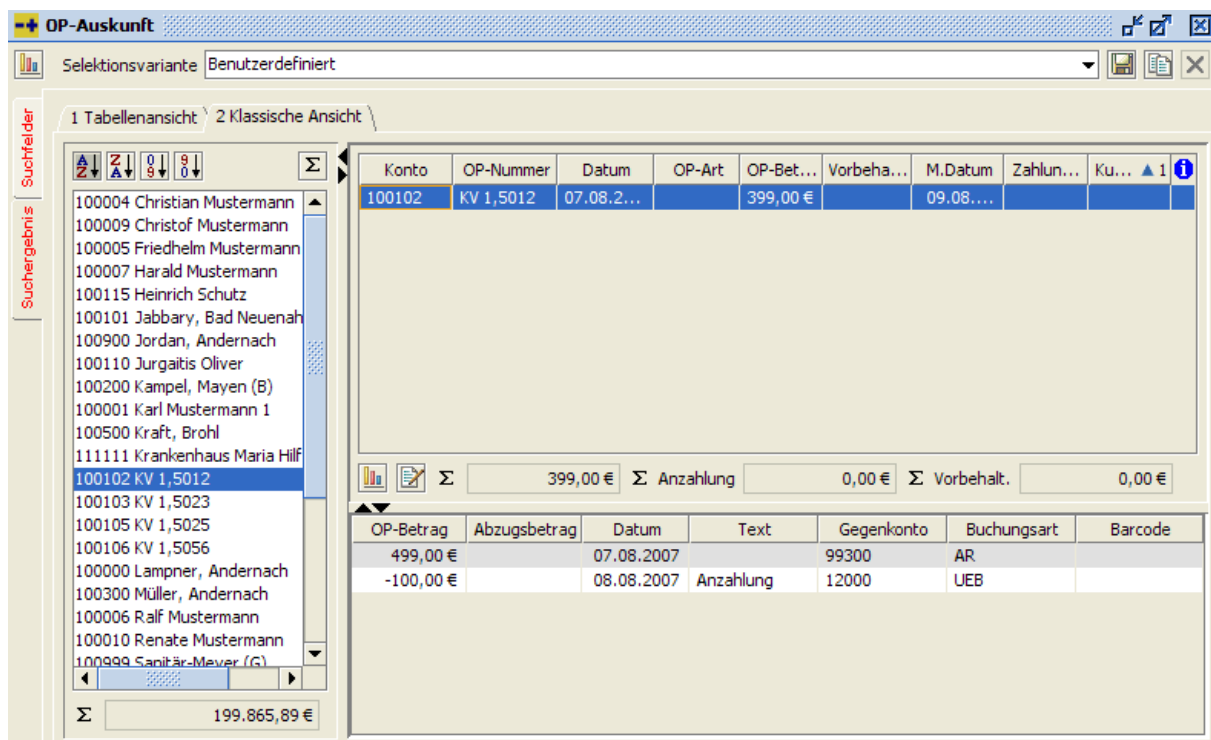 OP-Auskunft
Selektionsvariante Benutzerdefiniert
Suchfelder
Suchergebnis
1 Tabellenansicht 2 Klassische Ansicht
A Z Z A 0 9 9 0 Σ
100004 Christian Mustermann
100009 Christof Mustermann
100005 Friedhelm Mustermann
100007 Harald Mustermann
100115 Heinrich Schutz
100101 Jabbary, Bad Neuenah
100900 Jordan, Andernach
100110 Jurgaitis Oliver
100200 Kampel, Mayen (B)
100001 Karl Mustermann 1
100500 Kraft, Brohl
111111 Krankenhaus Maria Hilf
100102 KV 1,5012
100103 KV 1,5023
100105 KV 1,5025
100106 KV 1,5056
100000 Lampner, Andernach
100300 Müller, Andernach
100006 Ralf Mustermann
100010 Renate Mustermann
100999 Sanitär-Meyer (G)
Σ 199.865,89 €
Konto OP-Nummer Datum OP-Art OP-Bet... Vorbeha... M.Datum Zahlun... Ku... ▲ 1 i
100102 KV 1,5012 07.08.2... 399,00 € 09.08....
Σ 399,00 € Σ Anzahlung 0,00 € Σ Vorbehalt. 0,00 €
OP-Betrag Abzugsbetrag Datum Text Gegenkonto Buchungsart Barcode
499,00 € 07.08.2007 99300 AR
-100,00 € 08.08.2007 Anzahlung 12000 UEB